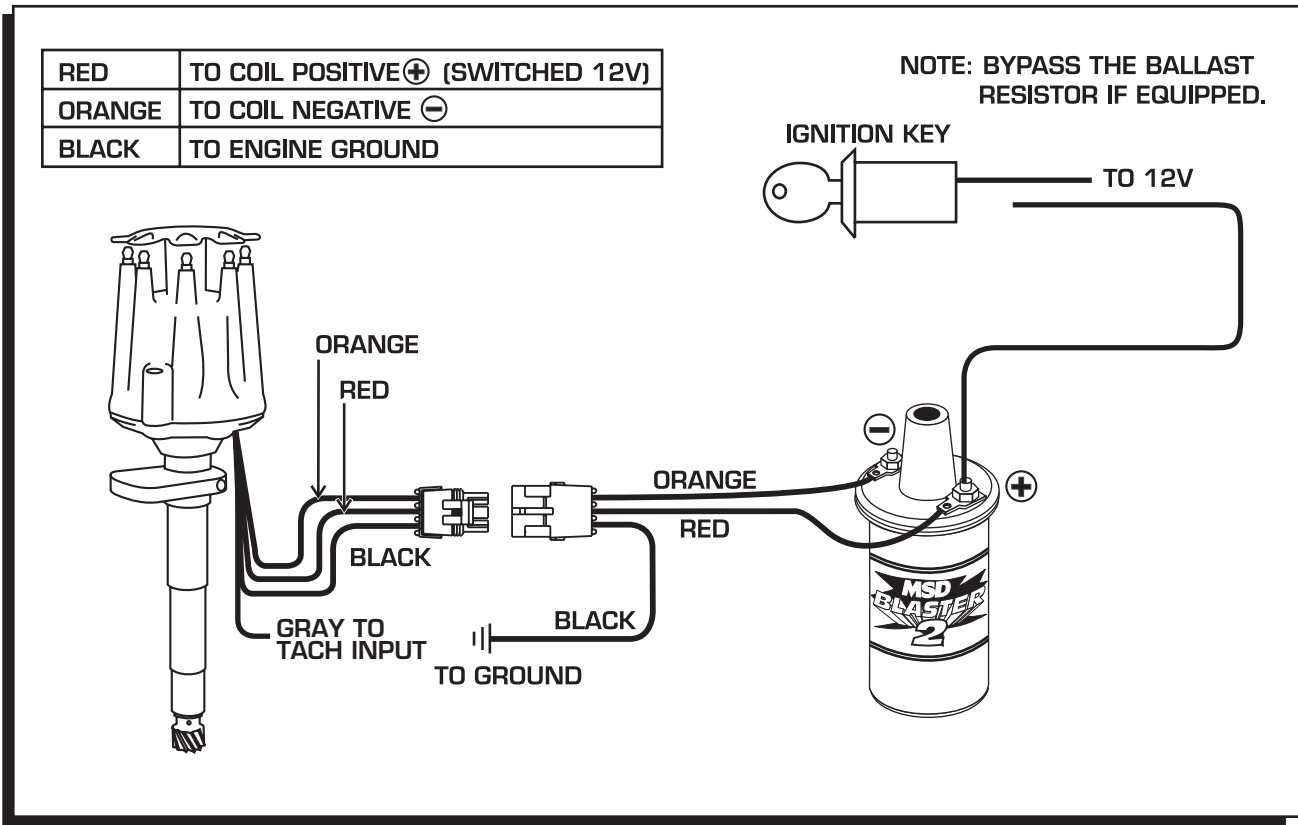 RED TO COIL POSITIVE ⊕ (SWITCHED 12V)
ORANGE TO COIL NEGATIVE ⊖
BLACK TO ENGINE GROUND
NOTE: BYPASS THE BALLAST
RESISTOR IF EQUIPPED.
IGNITION KEY
TO 12V
ORANGE
RED
BLACK
GRAY TO
TACH INPUT
ORANGE
RED
BLACK
TO GROUND
⊖
⊕
MSD
BLASTER
2